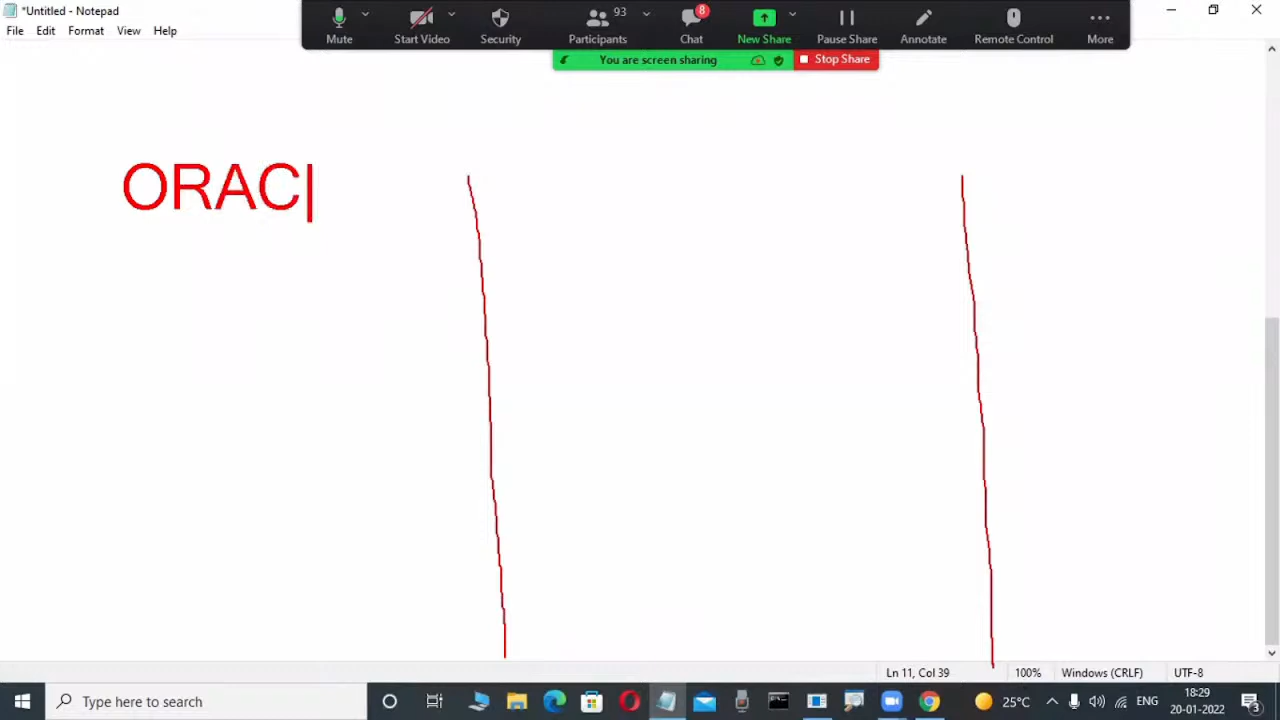 *Untitled - Notepad
File Edit Format View Help
Mute Start Video Security Participants 93 Chat 8 New Share Pause Share Annotate Remote Control More
You are screen sharing Stop Share
ORAC
Ln 11, Col 39 100% Windows (CRLF) UTF-8
Type here to search 25°C ENG 18:29
20-01-2022 3